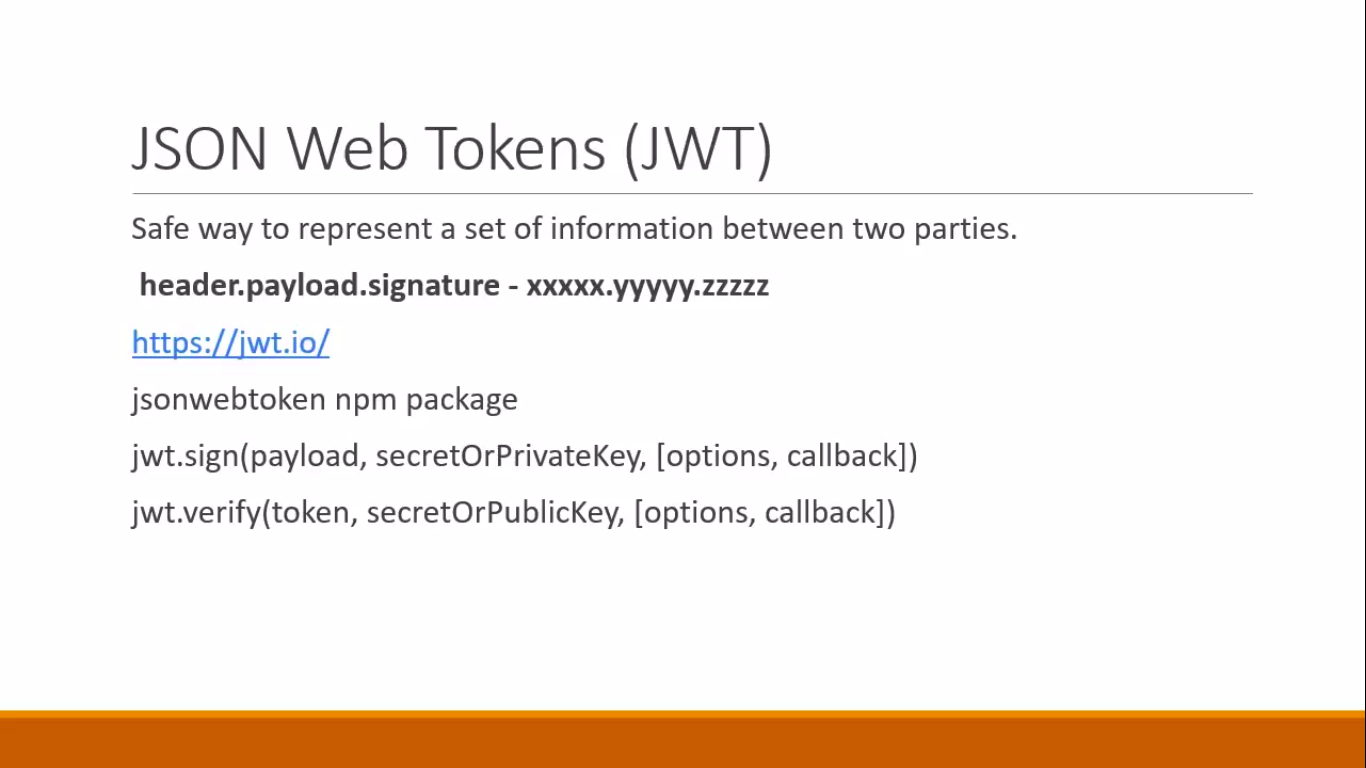 JSON Web Tokens (JWT)
Safe way to represent a set of information between two parties.
header.payload.signature - xxxxx.yyyyy.zzzzz
https://jwt.io/
jsonwebtoken npm package
jwt.sign(payload, secretOrPrivateKey, [options, callback])
jwt.verify(token, secretOrPublicKey, [options, callback])